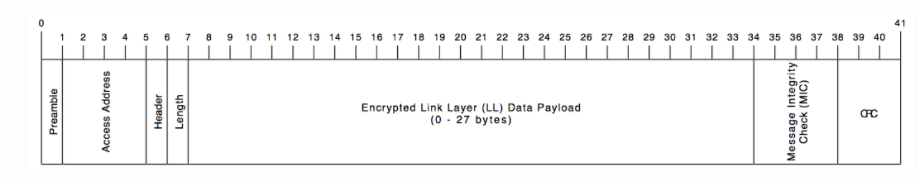 0 41
1 2 3 4 5 6 7 8 9 10 11 12 13 14 15 16 17 18 19 20 21 22 23 24 25 26 27 28 29 30 31 32 33 34 35 36 37 38 39 40
Preamble
Access Address
Header
Length
Encrypted Link Layer (LL) Data Payload
(0 - 27 bytes)
Message Integrity
Check (MIC)
CRC